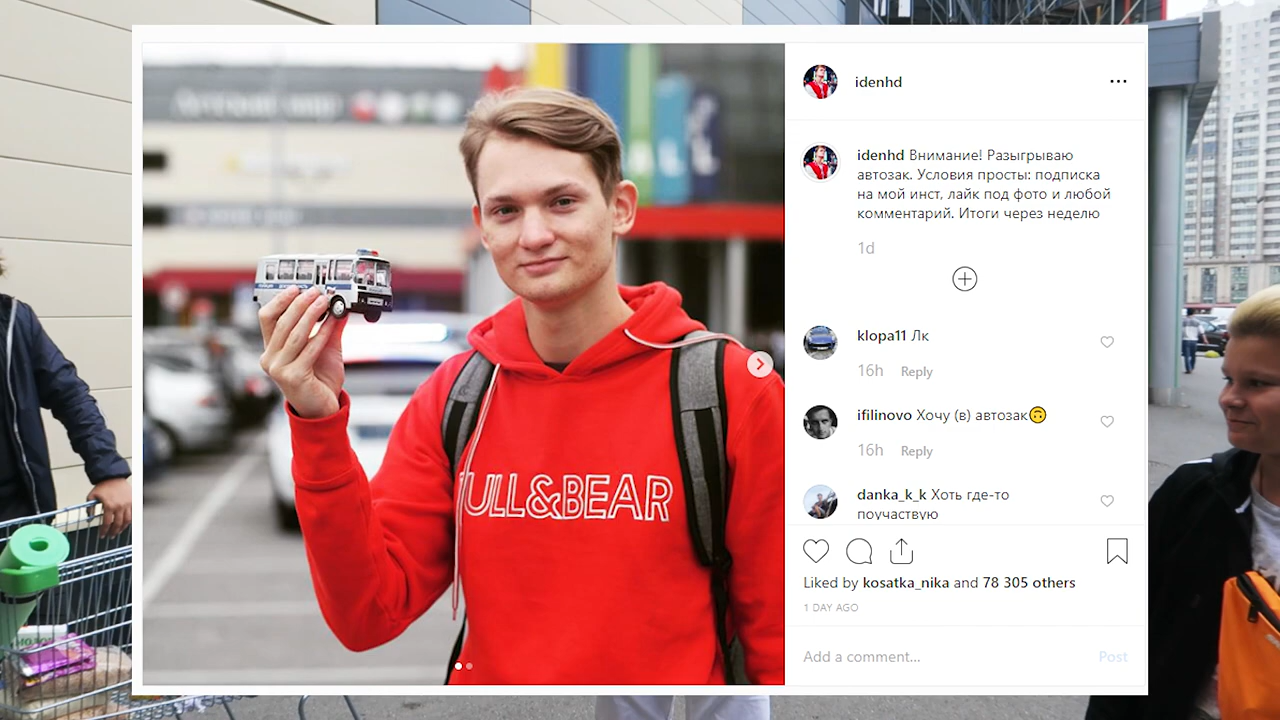 idenhd
idenhd Внимание! Разыгрываю
автозак. Условия просты: подписка
на мой инст, лайк под фото и любой
комментарий. Итоги через неделю
1d
klopa11 Лк
16h Reply
ifilinovo Хочу (в) автозак🙃
16h Reply
danka_k_k Хоть где-то
поучаствую
ULL&BEAR
Liked by kosatka_nika and 78 305 others
1 DAY AGO
Add a comment... Post